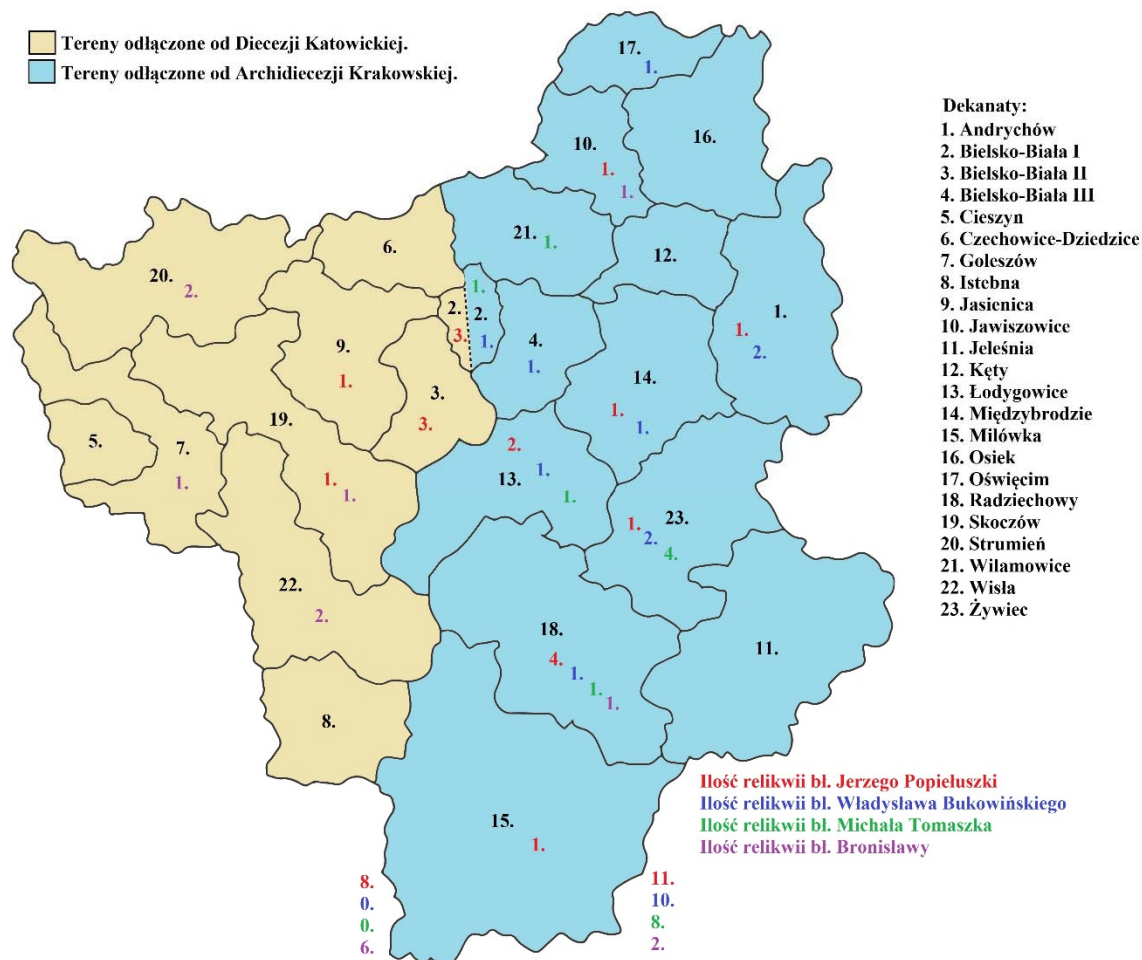 Tereny odłączone od Diecezji Katowickiej.
Tereny odłączone od Archidiecezji Krakowskiej.
17.
1.
10.
1.
1.
16.
21.
1.
12.
6.
20.
2.
1.
2.
3.
2.
1.
4.
1.
1.
1.
2.
9.
1.
3.
3.
14.
1.
1.
19.
1.
1.
5.
7.
1.
2.
1.
13.
1.
23.
1.
2.
4.
22.
2.
18.
4.
1.
1.
1.
11.
8.
15.
1.
Dekanaty:
1. Andrychów
2. Bielsko-Biała I
3. Bielsko-Biała II
4. Bielsko-Biała III
5. Cieszyn
6. Czechowice-Dziedzice
7. Goleszów
8. Istebna
9. Jasienica
10. Jawiszowice
11. Jeleśnia
12. Kęty
13. Łodygowice
14. Międzybrodzie
15. Milówka
16. Osiek
17. Oświęcim
18. Radziechowy
19. Skoczów
20. Strumień
21. Wilamowice
22. Wisła
23. Żywiec
Ilość relikwii bł. Jerzego Popiełuszki
Ilość relikwii bł. Władysława Bukowińskiego
Ilość relikwii bł. Michała Tomaszka
Ilość relikwii bł. Bronisławy
8.
0.
0.
6.
11.
10.
8.
2.